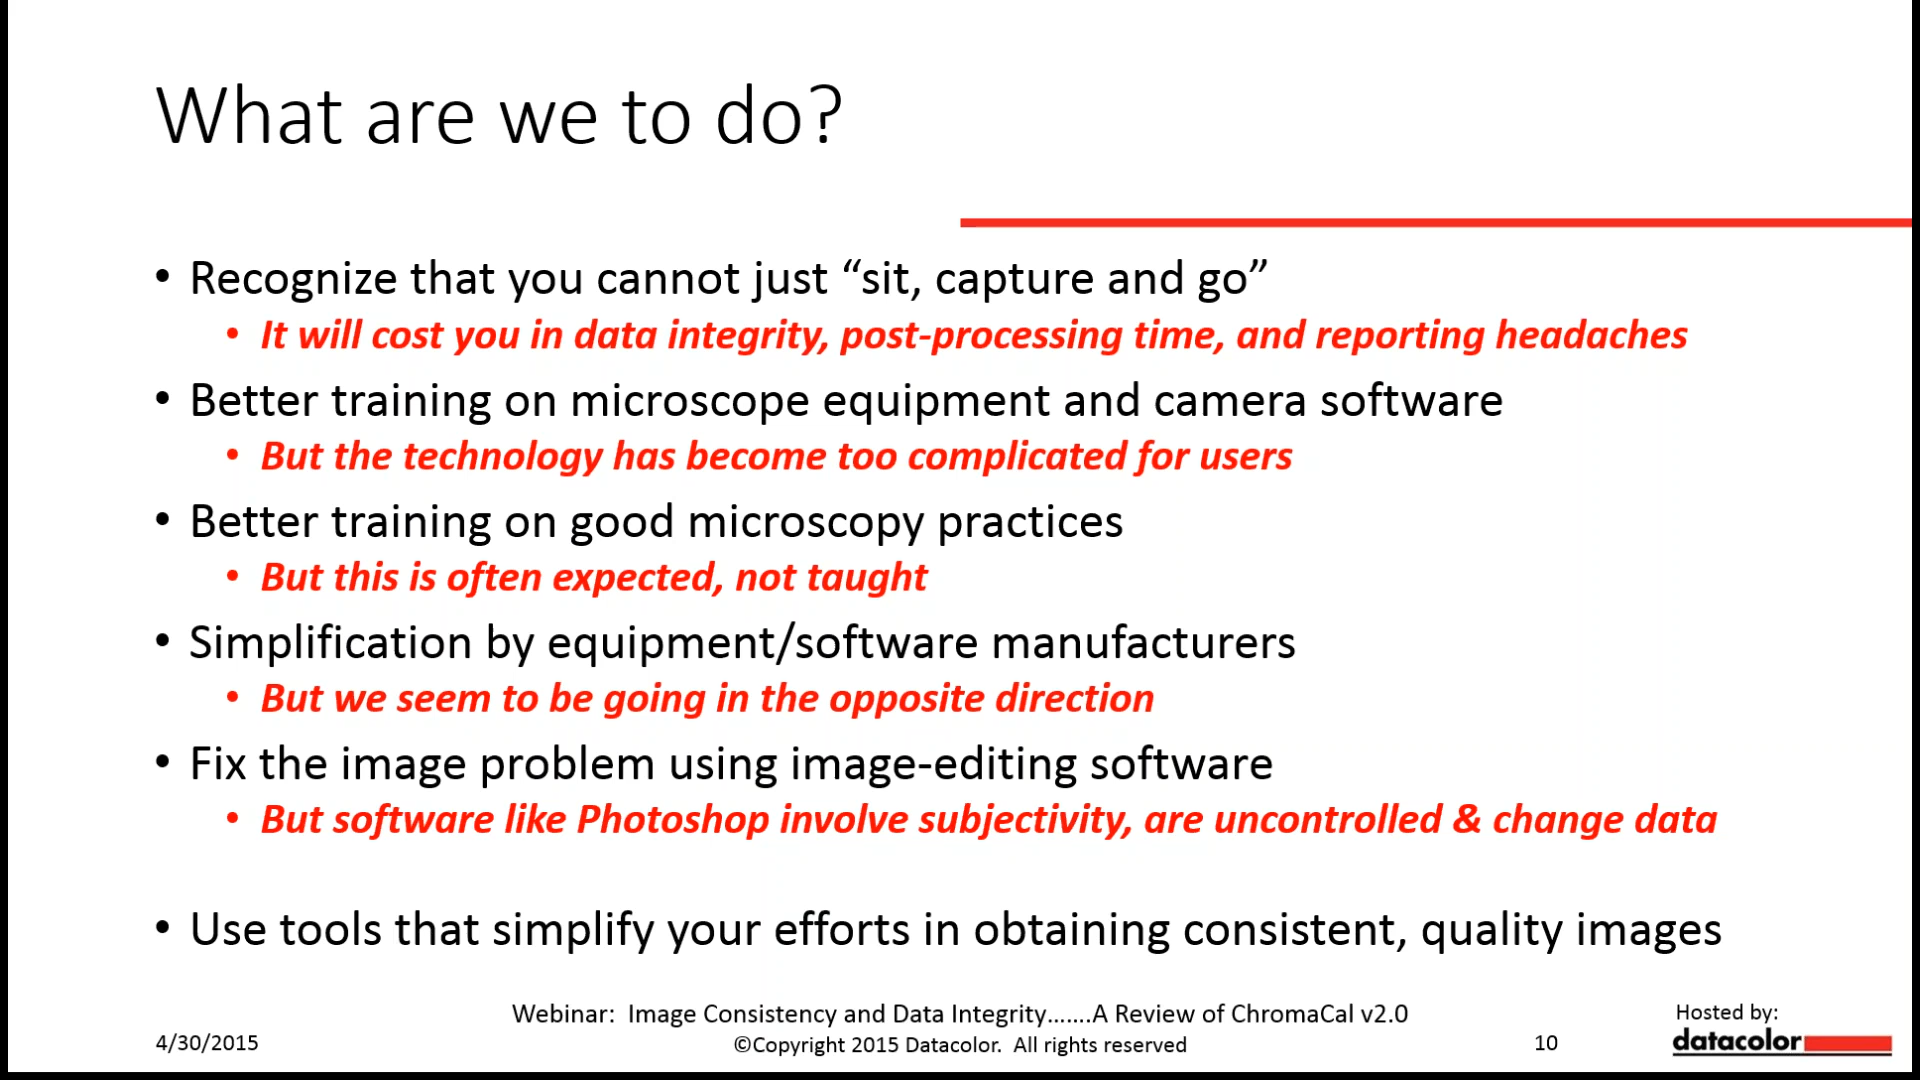 What are we to do?
• Recognize that you cannot just “sit, capture and go”
• It will cost you in data integrity, post-processing time, and reporting headaches
• Better training on microscope equipment and camera software
• But the technology has become too complicated for users
• Better training on good microscopy practices
• But this is often expected, not taught
• Simplification by equipment/software manufacturers
• But we seem to be going in the opposite direction
• Fix the image problem using image-editing software
• But software like Photoshop involve subjectivity, are uncontrolled & change data
• Use tools that simplify your efforts in obtaining consistent, quality images
Webinar: Image Consistency and Data Integrity.......A Review of ChromaCal v2.0
©Copyright 2015 Datacolor. All rights reserved
4/30/2015
10
Hosted by:
datacolor